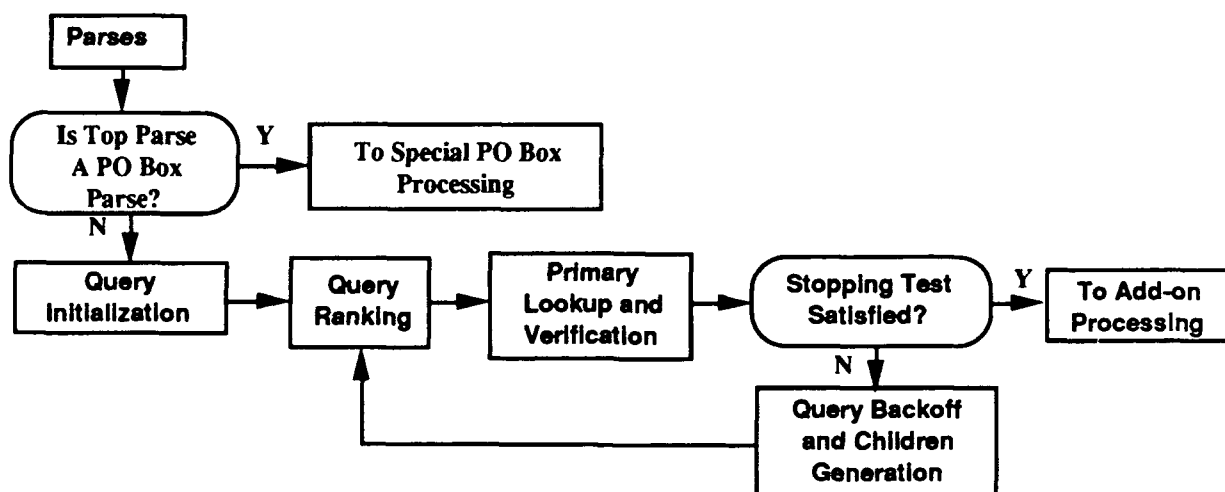 Parses
Is Top Parse
A PO Box
Parse?
Y
To Special PO Box
Processing
N
Query
Initialization
Query
Ranking
Primary
Lookup and
Verification
Stopping Test
Satisfied?
Y
To Add-on
Processing
N
Query Backoff
and Children
Generation